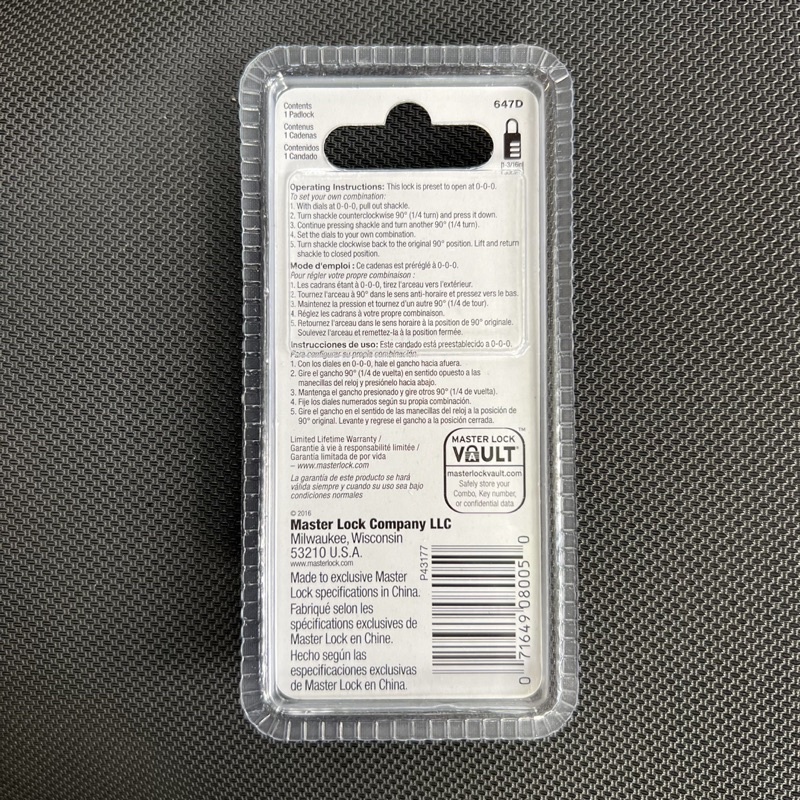 Contents
1 Padlock
Contenus
1 Cadenas
Contenidos
1 Candado
647D
Operating Instructions: This lock is preset to open at 0-0-0.
To set your own combination:
1. With dials at 0-0-0, pull out shackle.
2. Turn shackle counterclockwise 90° (1/4 turn) and press it down.
3. Continue pressing shackle and turn another 90° (1/4 turn).
4. Set the dials to your own combination.
5. Turn shackle clockwise back to the original 90° position. Lift and return
shackle to closed position.
Mode d'emploi : Ce cadenas est préréglé à 0-0-0.
Pour régler votre propre combinaison :
1. Les cadrans étant à 0-0-0, tirez l'arceau vers l'extérieur.
2. Tournez l'arceau à 90° dans le sens anti-horaire et pressez vers le bas.
3. Maintenez la pression et tournez d'un autre 90° (1/4 de tour).
4. Réglez les cadrans à votre propre combinaison.
5. Retournez l'arceau dans le sens horaire à la position de 90° originale.
Soulevez l'arceau et remettez-la à la position fermée.
Instrucciones de uso: Este candado está preestablecido a 0-0-0.
Para configurar su propia combinación:
1. Con los diales en 0-0-0, hale el gancho hacia afuera.
2. Gire el gancho 90° (1/4 de vuelta) en sentido opuesto a las
manecillas del reloj y presiónelo hacia abajo.
3. Mantenga el gancho presionado y gire otros 90° (1/4 de vuelta).
4. Fije los diales numerados según su propia combinación.
5. Gire el gancho en el sentido de las manecillas del reloj a la posición de
90° original. Levante y regrese el gancho a la posición cerrada.
Limited Lifetime Warranty /
Garantie à vie à responsabilité limitée /
Garantía limitada de por vida
– www.masterlock.com
La garantía de este producto se hará
válida siempre y cuando su uso sea bajo
condiciones normales
MASTER LOCK
VAULT™
masterlockvault.com
Safely store your
Combo, Key number,
or confidential data.
© 2016
Master Lock Company LLC
Milwaukee, Wisconsin
53210 U.S.A.
www.masterlock.com
Made to exclusive Master
Lock specifications in China.
Fabriqué selon les
spécifications exclusives de
Master Lock en Chine.
Hecho según las
especificaciones exclusivas
de Master Lock en China.
P43177
0 71649 08005 0